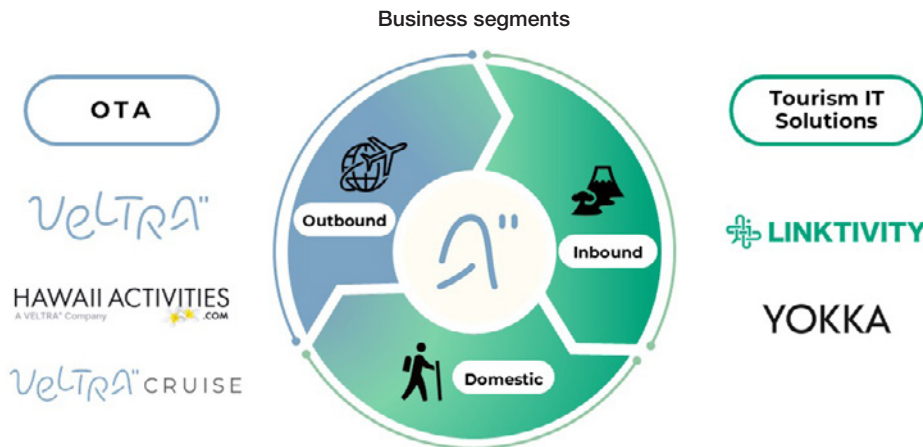 Business segments
OTA
VELTRA
HAWAII ACTIVITIES
A VELTRA Company
.COM
VELTRA CRUISE
Outbound
Inbound
Domestic
Tourism IT
Solutions
LINKTIVITY
YOKKA